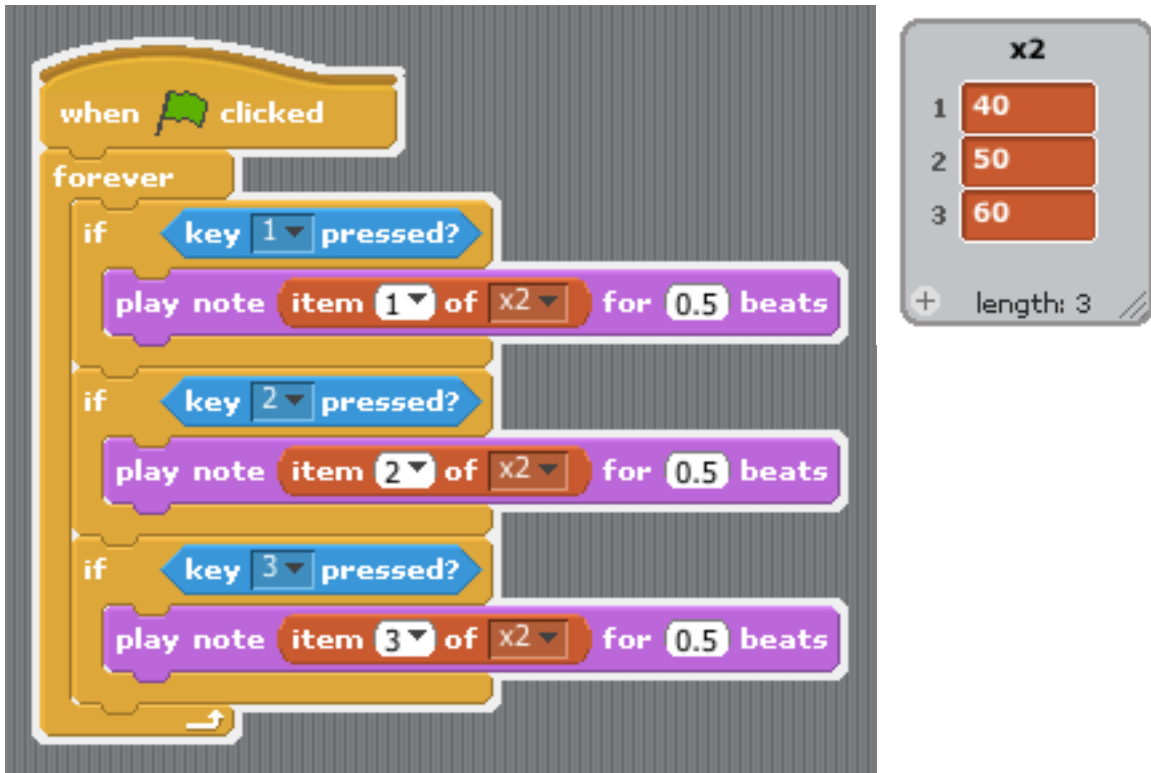 when clicked
forever
if key 1 pressed?
play note item 1 of x2 for 0.5 beats
if key 2 pressed?
play note item 2 of x2 for 0.5 beats
if key 3 pressed?
play note item 3 of x2 for 0.5 beats
x2
1 40
2 50
3 60
+ length: 3